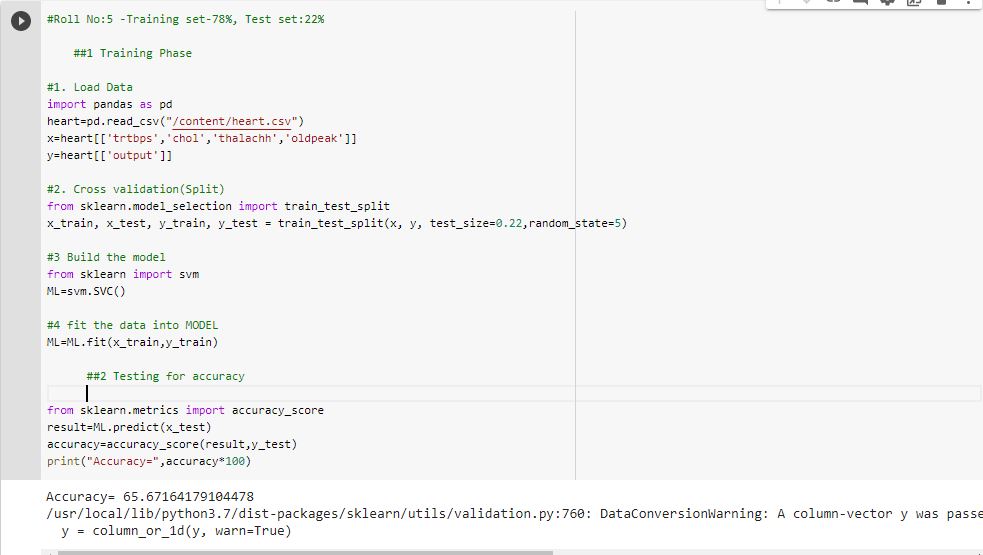 #Roll No:5 -Training set-78%, Test set:22%
##1 Training Phase
#1. Load Data
import pandas as pd
heart=pd.read_csv("/content/heart.csv")
x=heart[['trtbps','chol','thalachh','oldpeak']]
y=heart[['output']]
#2. Cross validation(Split)
from sklearn.model_selection import train_test_split
x_train, x_test, y_train, y_test = train_test_split(x, y, test_size=0.22,random_state=5)
#3 Build the model
from sklearn import svm
ML=svm.SVC()
#4 fit the data into MODEL
ML=ML.fit(x_train,y_train)
##2 Testing for accuracy
from sklearn.metrics import accuracy_score
result=ML.predict(x_test)
accuracy=accuracy_score(result,y_test)
print("Accuracy=",accuracy*100)
Accuracy= 65.67164179104478
/usr/local/lib/python3.7/dist-packages/sklearn/utils/validation.py:760: DataConversionWarning: A column-vector y was passe
y = column_or_1d(y, warn=True)